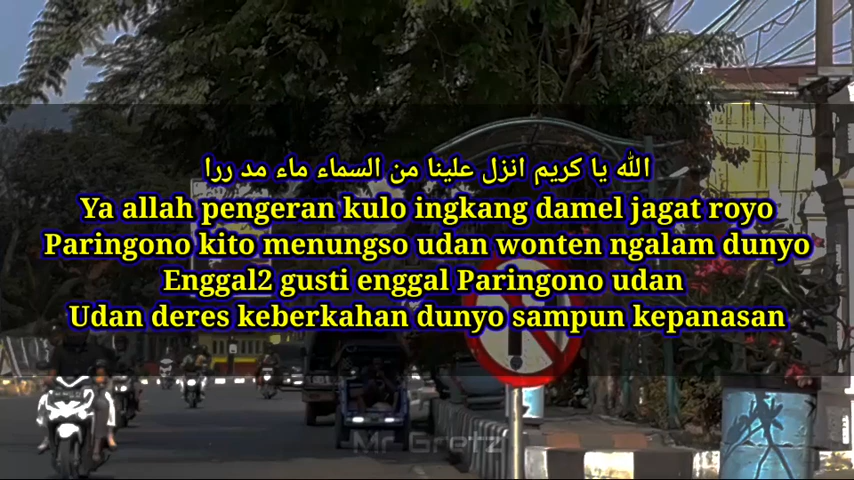 الله يا كريم انزل علينا من السماء ماء مد ررا
Ya allah pengeran kulo ingkang damel jagat royo
Paringono kito menungso udan wonten ngalam dunyo
Enggal2 gusti enggal Paringono udan
Udan deres keberkahan dunyo sampun kepanasan
Mr Gretz